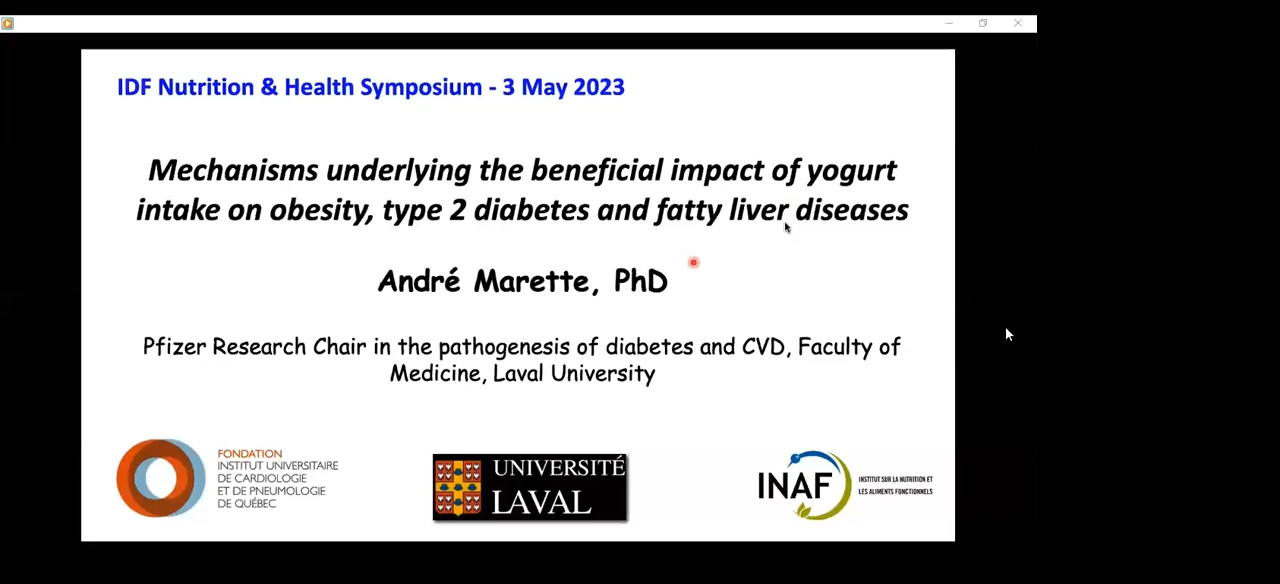 IDF Nutrition & Health Symposium - 3 May 2023
Mechanisms underlying the beneficial impact of yogurt
intake on obesity, type 2 diabetes and fatty liver diseases
André Marette, PhD
Pfizer Research Chair in the pathogenesis of diabetes and CVD, Faculty of
Medicine, Laval University
FONDATION
INSTITUT UNIVERSITAIRE
DE CARDIOLOGIE
ET DE PNEUMOLOGIE
DE QUÉBEC
UNIVERSITÉ
LAVAL
INAF
INSTITUT SUR LA NUTRITION ET
LES ALIMENTS FONCTIONNELS